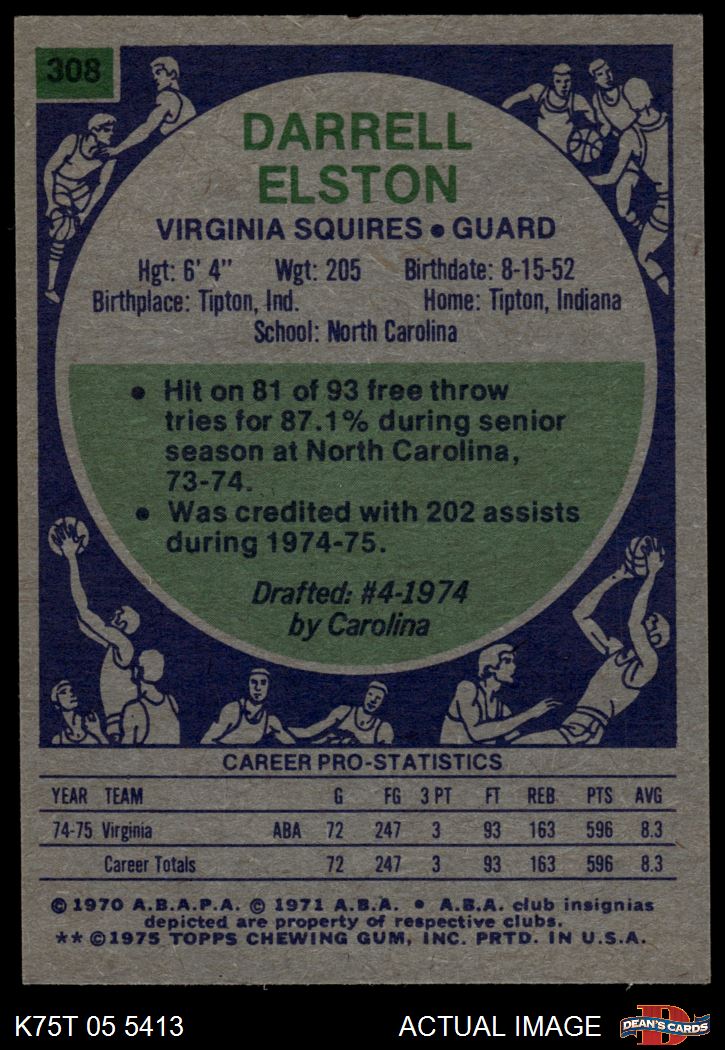 308
DARRELL
ELSTON
VIRGINIA SQUIRES • GUARD
Hgt: 6' 4" Wgt: 205 Birthdate: 8-15-52
Birthplace: Tipton, Ind. Home: Tipton, Indiana
School: North Carolina
• Hit on 81 of 93 free throw
tries for 87.1% during senior
season at North Carolina,
73-74.
• Was credited with 202 assists
during 1974-75.
Drafted: #4-1974
by Carolina
CAREER PRO-STATISTICS
YEAR TEAM G FG 3 PT FT REB PTS AVG
74-75 Virginia ABA 72 247 3 93 163 596 8.3
Career Totals 72 247 3 93 163 596 8.3
© 1970 A.B.A.P.A. © 1971 A.B.A. • A.B.A. club insignias
depicted are property of respective clubs.
** ©1975 TOPPS CHEWING GUM, INC. PRTD. IN U.S.A.
K75T 05 5413 ACTUAL IMAGE D DEAN'S CARDS